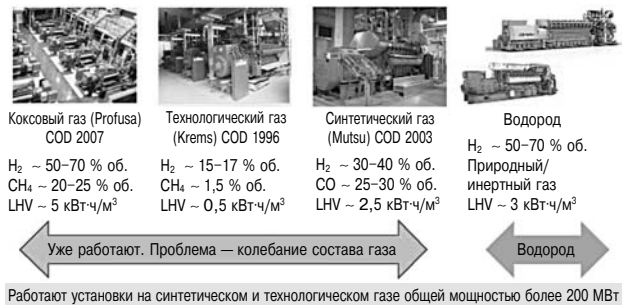 Коксовый газ (Profusa)
COD 2007
H₂ ~ 50–70 % об.
CH₄ ~ 20–25 % об.
LHV ~ 5 кВт·ч/м³
Технологический газ
(Krems) COD 1996
H₂ ~ 15–17 % об.
CH₄ ~ 1,5 % об.
LHV ~ 0,5 кВт·ч/м³
Синтетический газ
(Mutsu) COD 2003
H₂ ~ 30–40 % об.
CO ~ 25–30 % об.
LHV ~ 2,5 кВт·ч/м³
Водород
H₂ ~ 50–70 % об.
Природный/
инертный газ
LHV ~ 3 кВт·ч/м³
Уже работают. Проблема — колебание состава газа
Водород
Работают установки на синтетическом и технологическом газе общей мощностью более 200 МВт